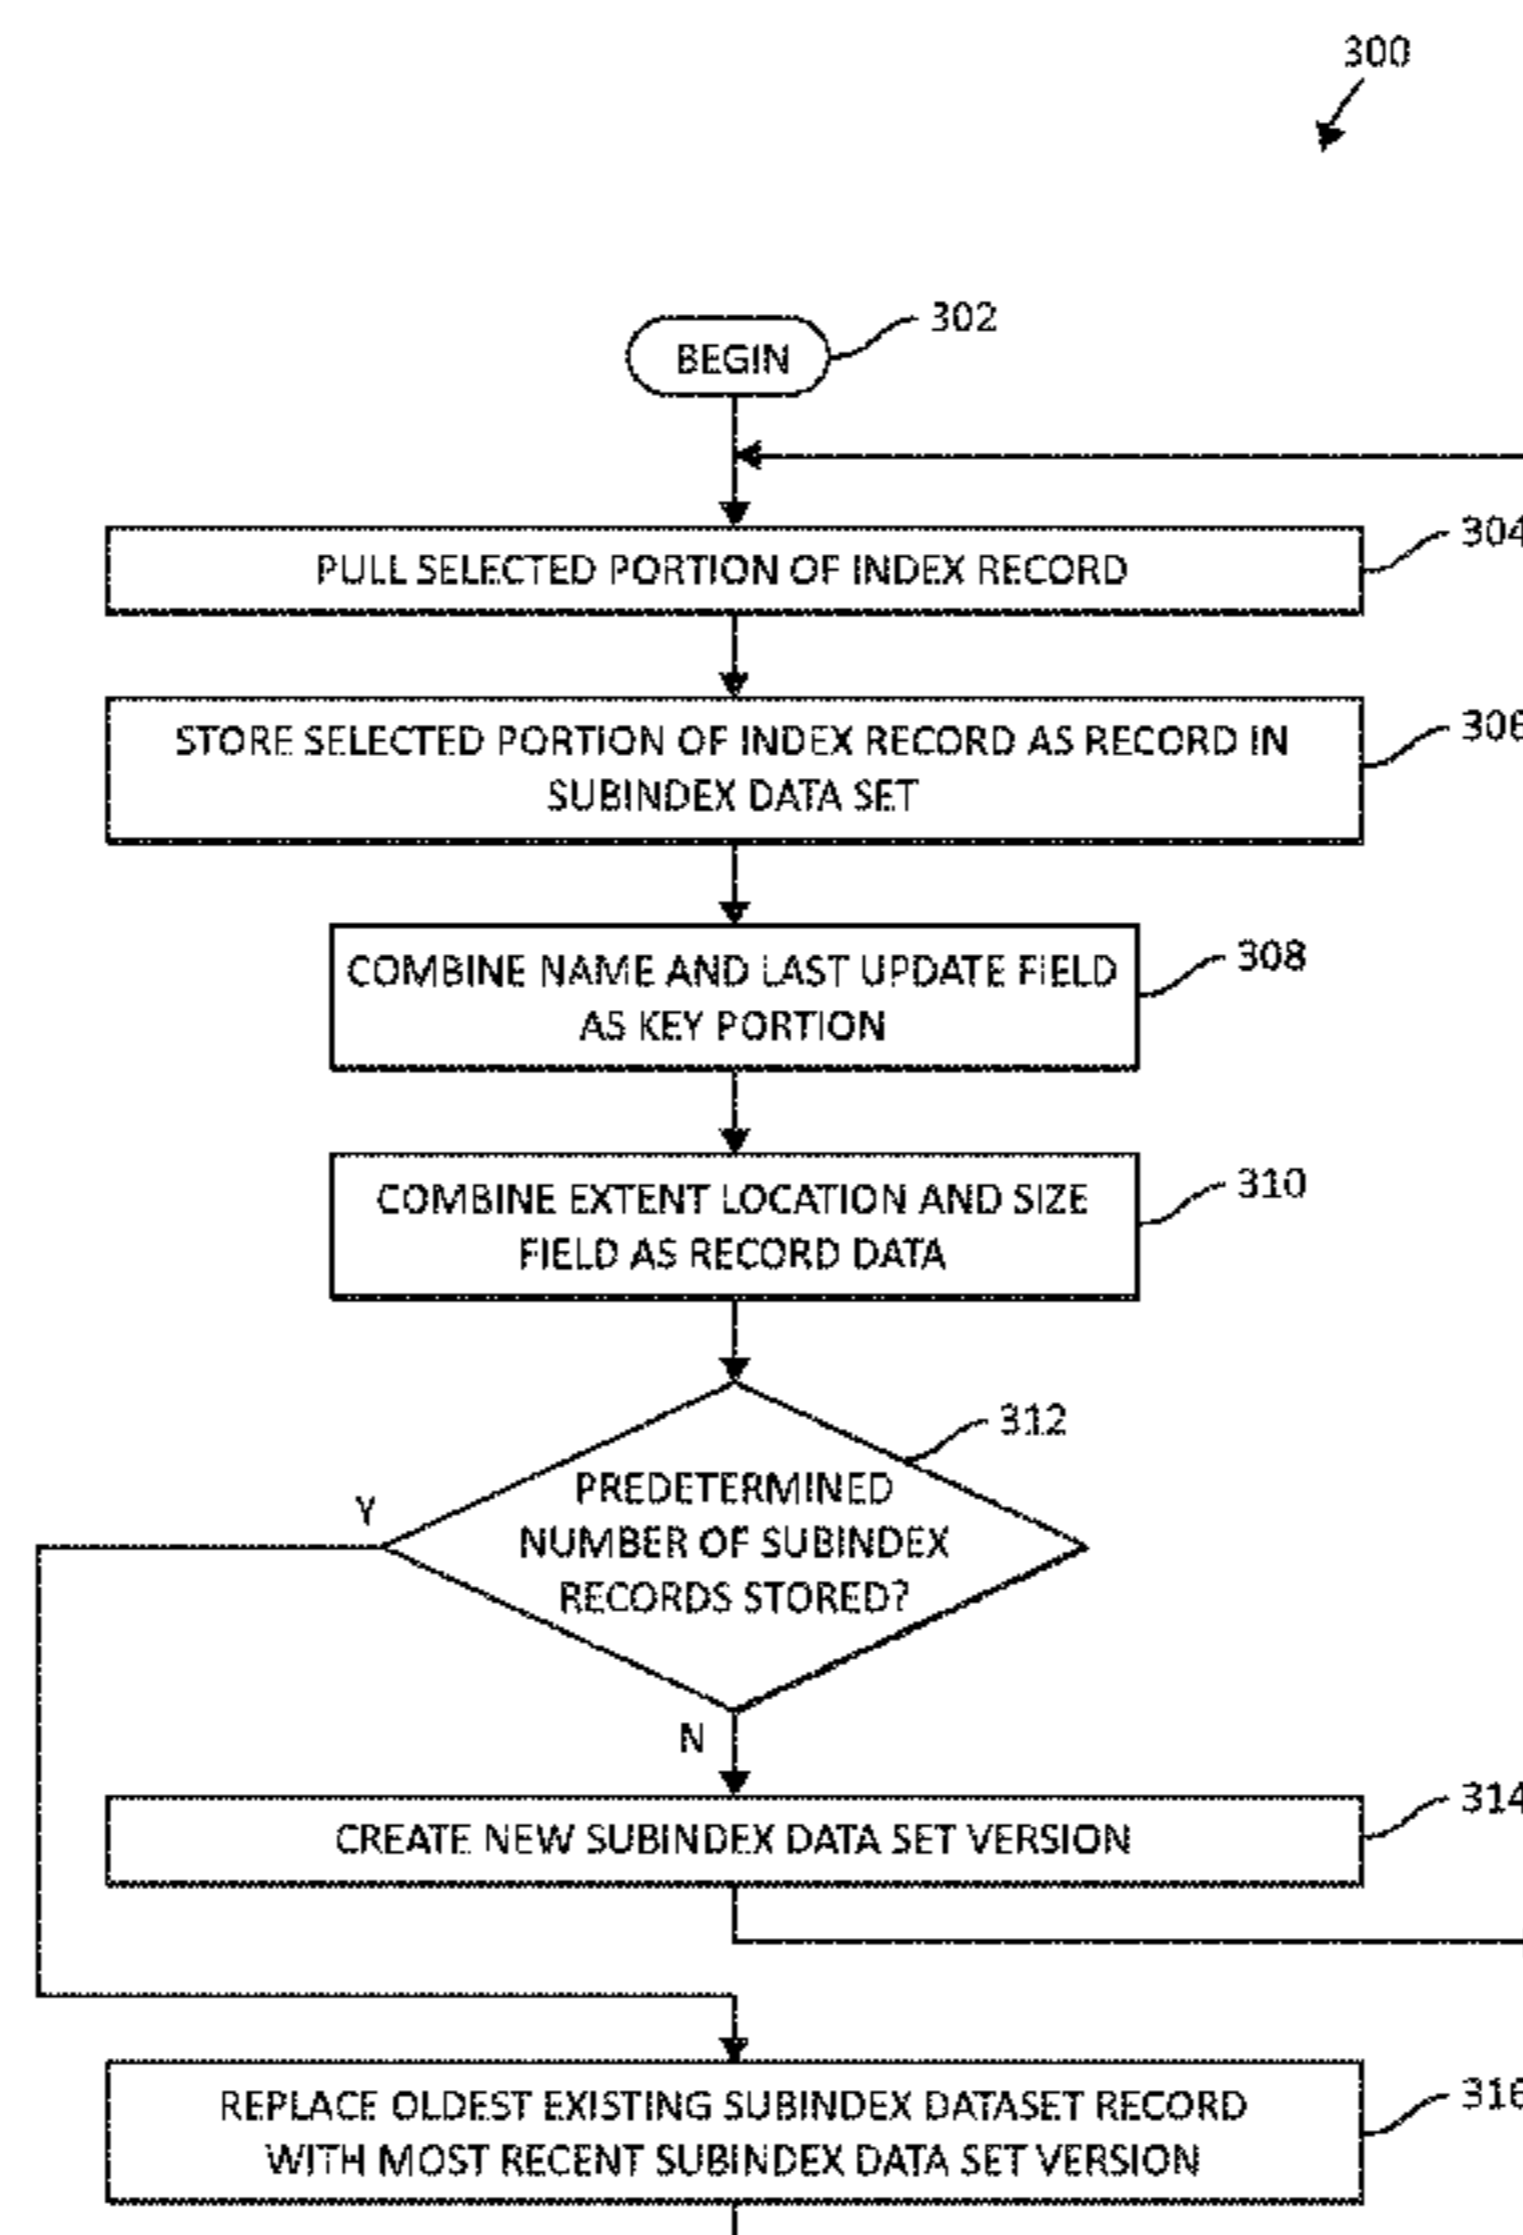 300
302
BEGIN
304
PULL SELECTED PORTION OF INDEX RECORD
306
STORE SELECTED PORTION OF INDEX RECORD AS RECORD IN
SUBINDEX DATA SET
308
COMBINE NAME AND LAST UPDATE FIELD
AS KEY PORTION
310
COMBINE EXTENT LOCATION AND SIZE
FIELD AS RECORD DATA
312
PREDETERMINED
NUMBER OF SUBINDEX
RECORDS STORED?
Y
N
314
CREATE NEW SUBINDEX DATA SET VERSION
316
REPLACE OLDEST EXISTING SUBINDEX DATASET RECORD
WITH MOST RECENT SUBINDEX DATA SET VERSION